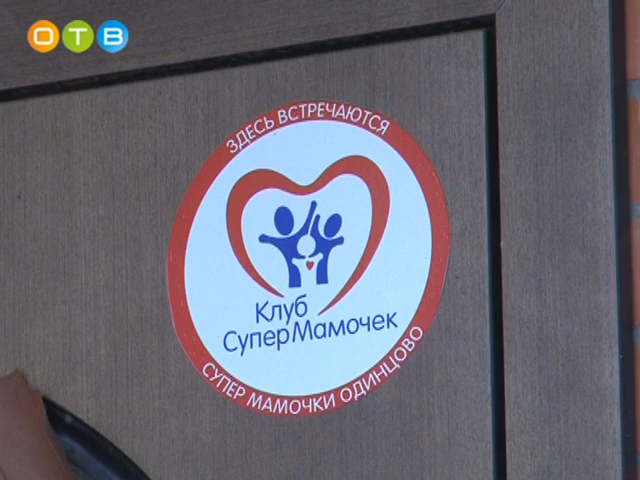 ОТВ
ЗДЕСЬ ВСТРЕЧАЮТСЯ
Клуб
СуперМамочек
СУПЕР МАМОЧКИ ОДИНЦОВО